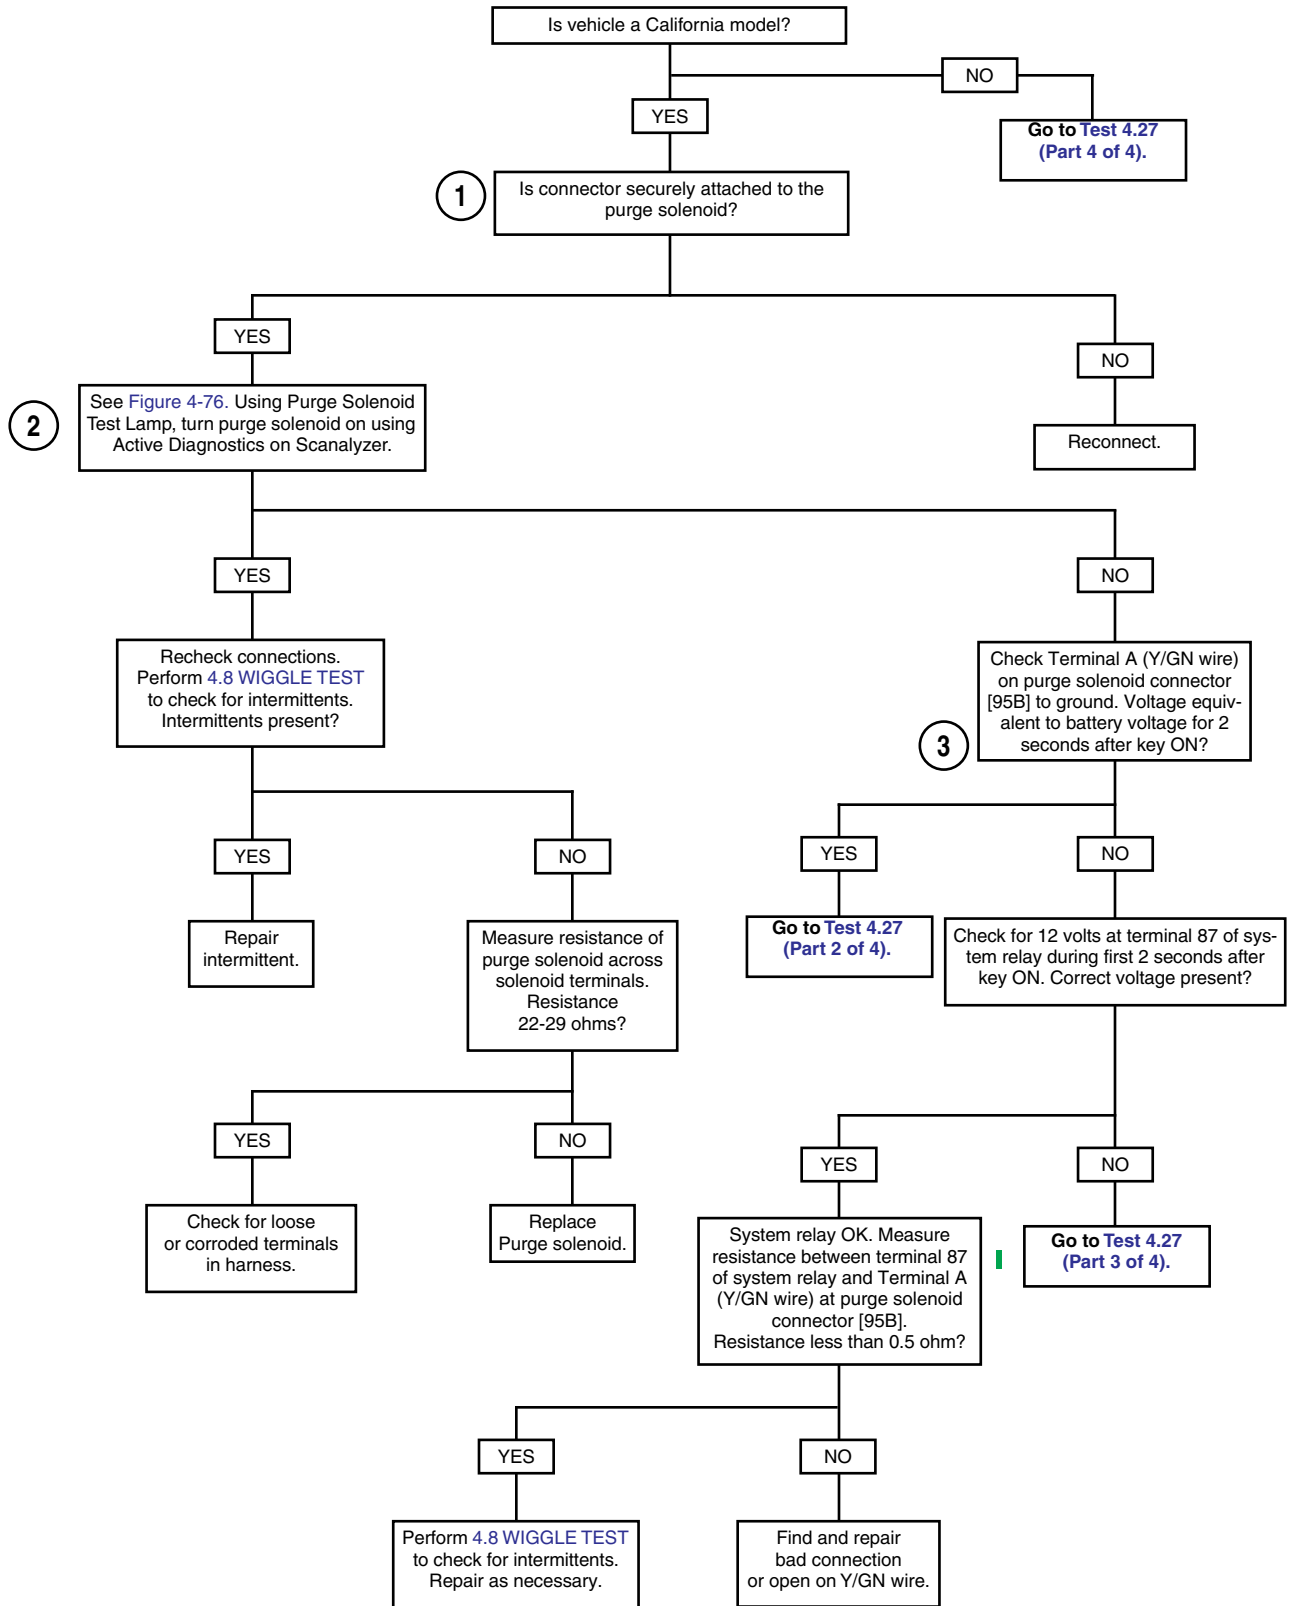 Is vehicle a California model?
NO
YES
Go to Test 4.27
(Part 4 of 4).
1
Is connector securely attached to the
purge solenoid?
YES
NO
2
See Figure 4-76. Using Purge Solenoid
Test Lamp, turn purge solenoid on using
Active Diagnostics on Scanalyzer.
Reconnect.
YES
NO
Recheck connections.
Perform 4.8 WIGGLE TEST
to check for intermittents.
Intermittents present?
3
Check Terminal A (Y/GN wire)
on purge solenoid connector
[95B] to ground. Voltage equiv-
alent to battery voltage for 2
seconds after key ON?
YES
NO
YES
NO
Repair
intermittent.
Measure resistance of
purge solenoid across
solenoid terminals.
Resistance
22-29 ohms?
Go to Test 4.27
(Part 2 of 4).
Check for 12 volts at terminal 87 of sys-
tem relay during first 2 seconds after
key ON. Correct voltage present?
YES
NO
YES
NO
Check for loose
or corroded terminals
in harness.
Replace
Purge solenoid.
System relay OK. Measure
resistance between terminal 87
of system relay and Terminal A
(Y/GN wire) at purge solenoid
connector [95B].
Resistance less than 0.5 ohm?
Go to Test 4.27
(Part 3 of 4).
YES
NO
Perform 4.8 WIGGLE TEST
to check for intermittents.
Repair as necessary.
Find and repair
bad connection
or open on Y/GN wire.